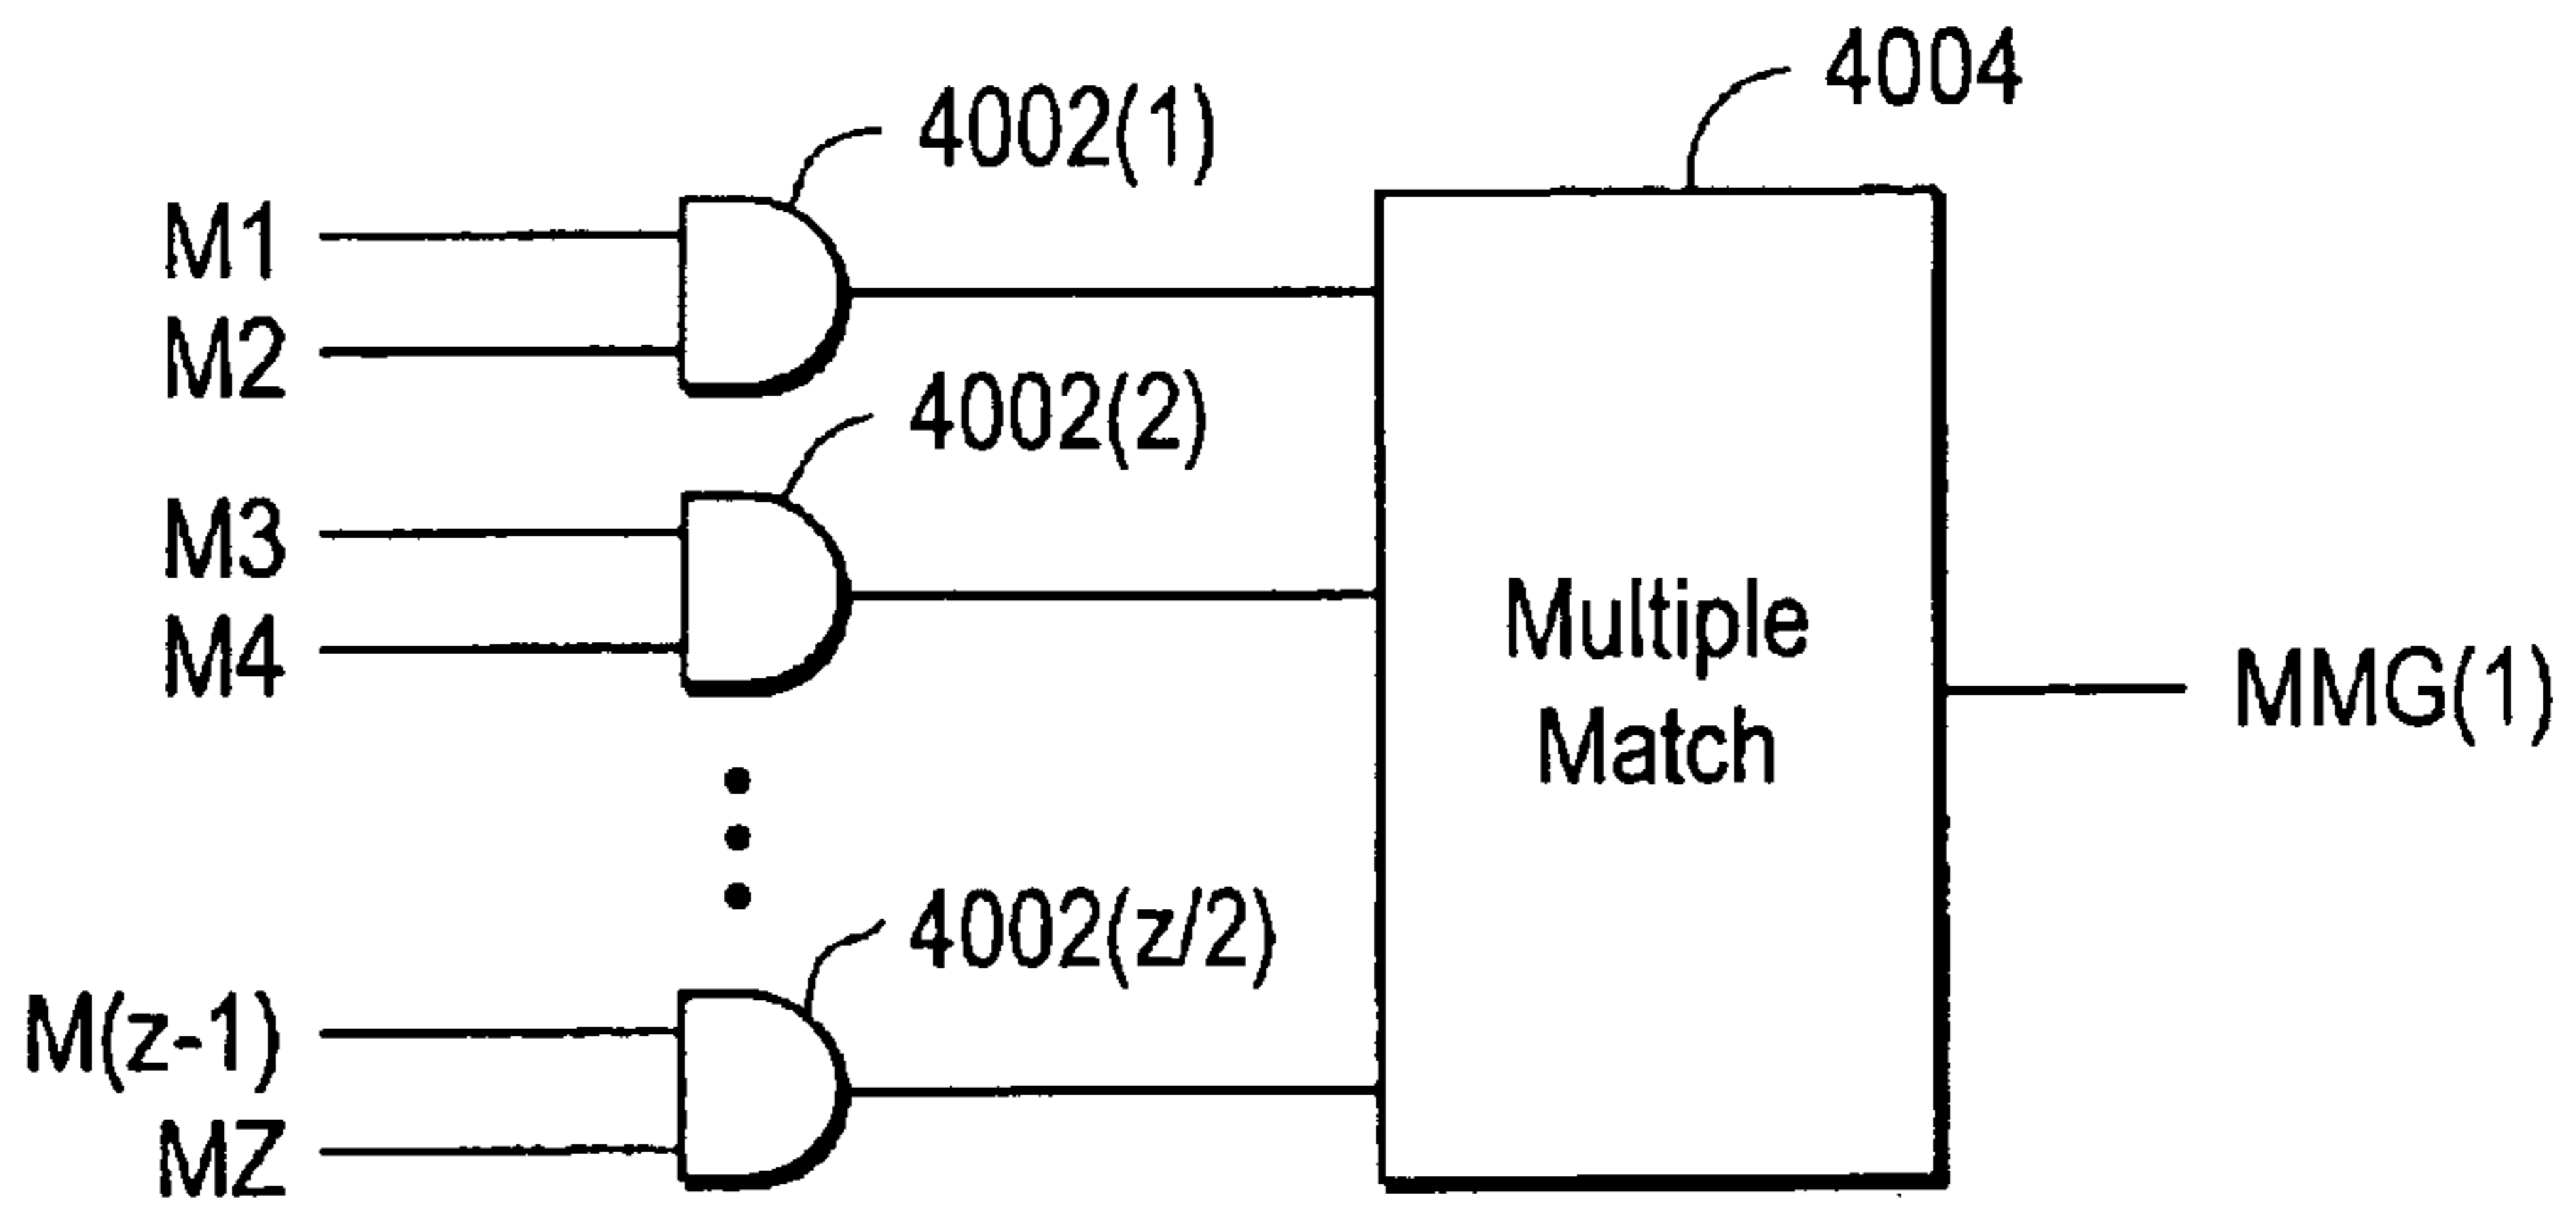 4004
4002(1)
M1
M2
4002(2)
M3
M4
Multiple
Match
MMG(1)
4002(z/2)
M(z-1)
MZ